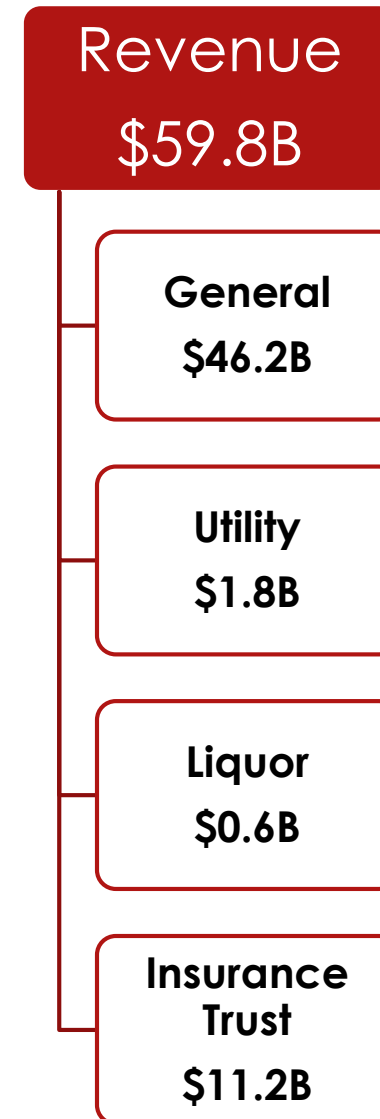 Revenue
$59.8B
General
$46.2B
Utility
$1.8B
Liquor
$0.6B
Insurance
Trust
$11.2B